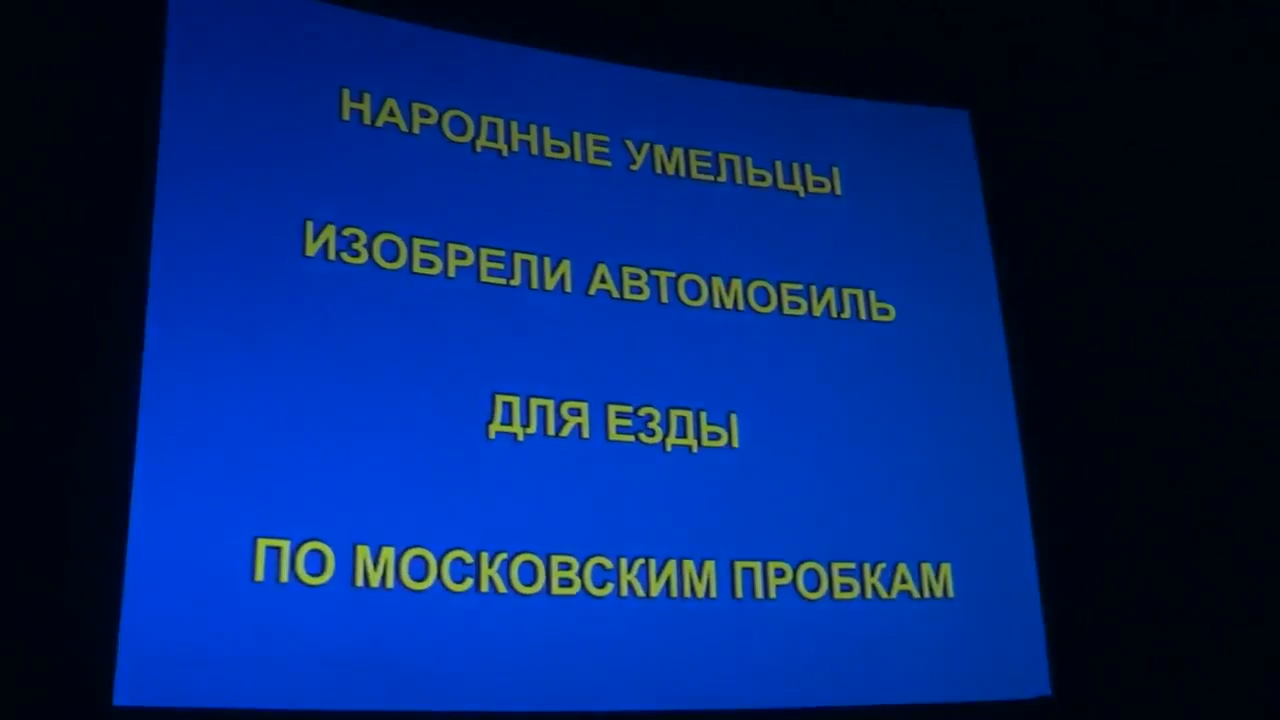 НАРОДНЫЕ УМЕЛЬЦЫ
ИЗОБРЕЛИ АВТОМОБИЛЬ
ДЛЯ ЕЗДЫ
ПО МОСКОВСКИМ ПРОБКАМ